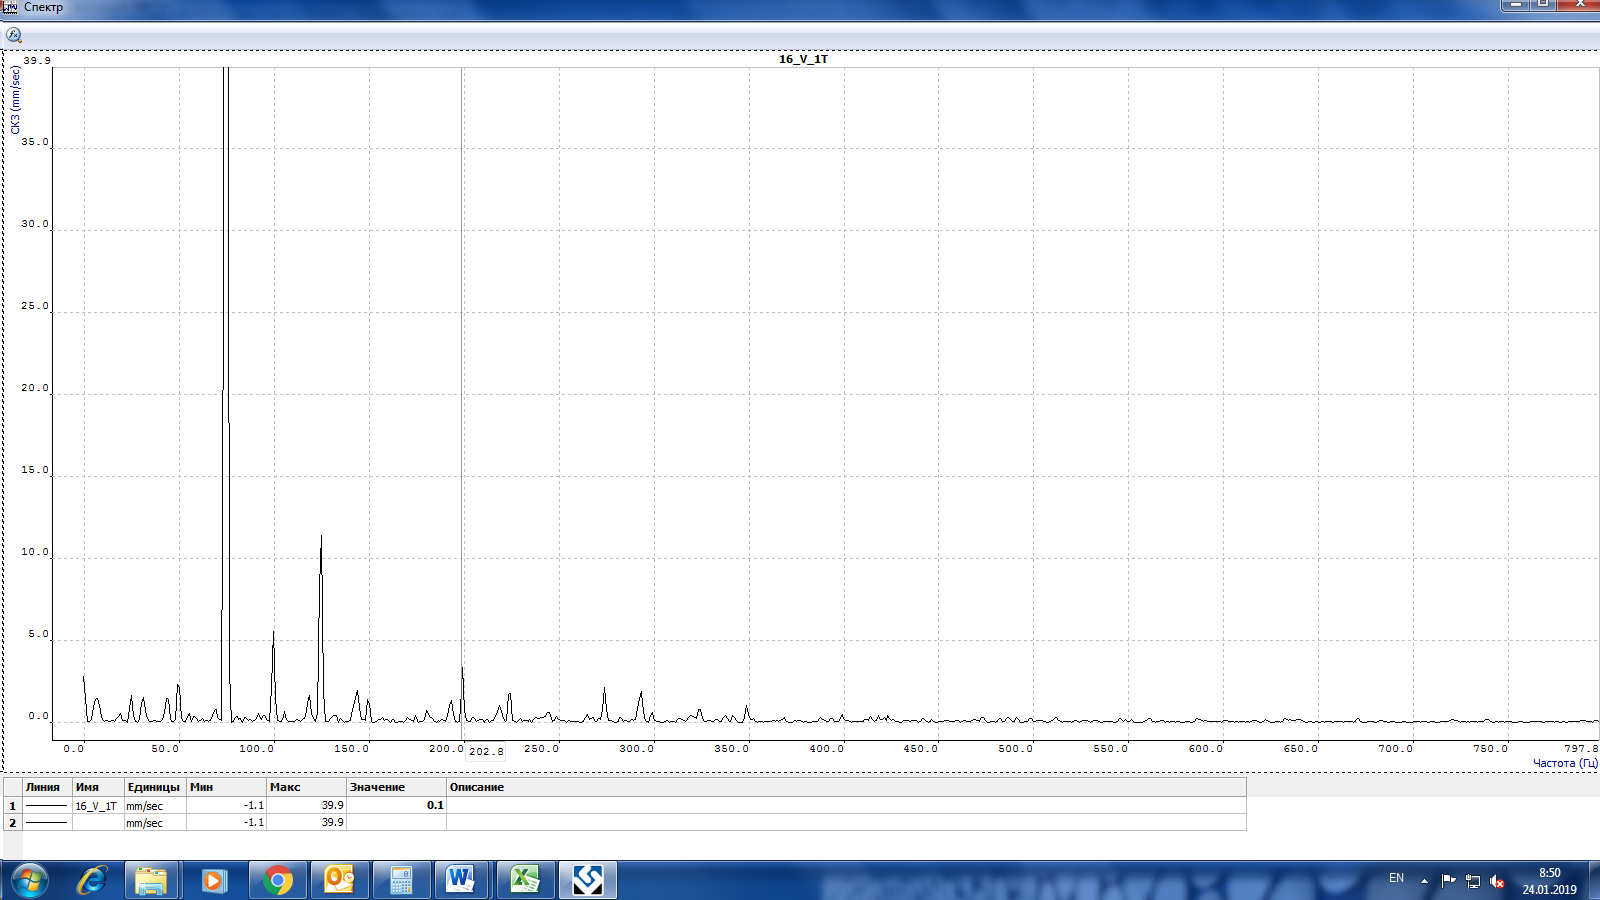 Спектр
16_V_1T
39.9
СКЗ (mm/sec)
35.0
30.0
25.0
20.0
15.0
10.0
5.0
0.0
0.0 50.0 100.0 150.0 200.0 202.8 250.0 300.0 350.0 400.0 450.0 500.0 550.0 600.0 650.0 700.0 750.0 797.8
Частота (Гц)
Линия Имя Единицы Мин Макс Значение Описание
1 16_V_1T mm/sec -1.1 39.9 0.1
2 mm/sec -1.1 39.9
EN 8:50
24.01.2019